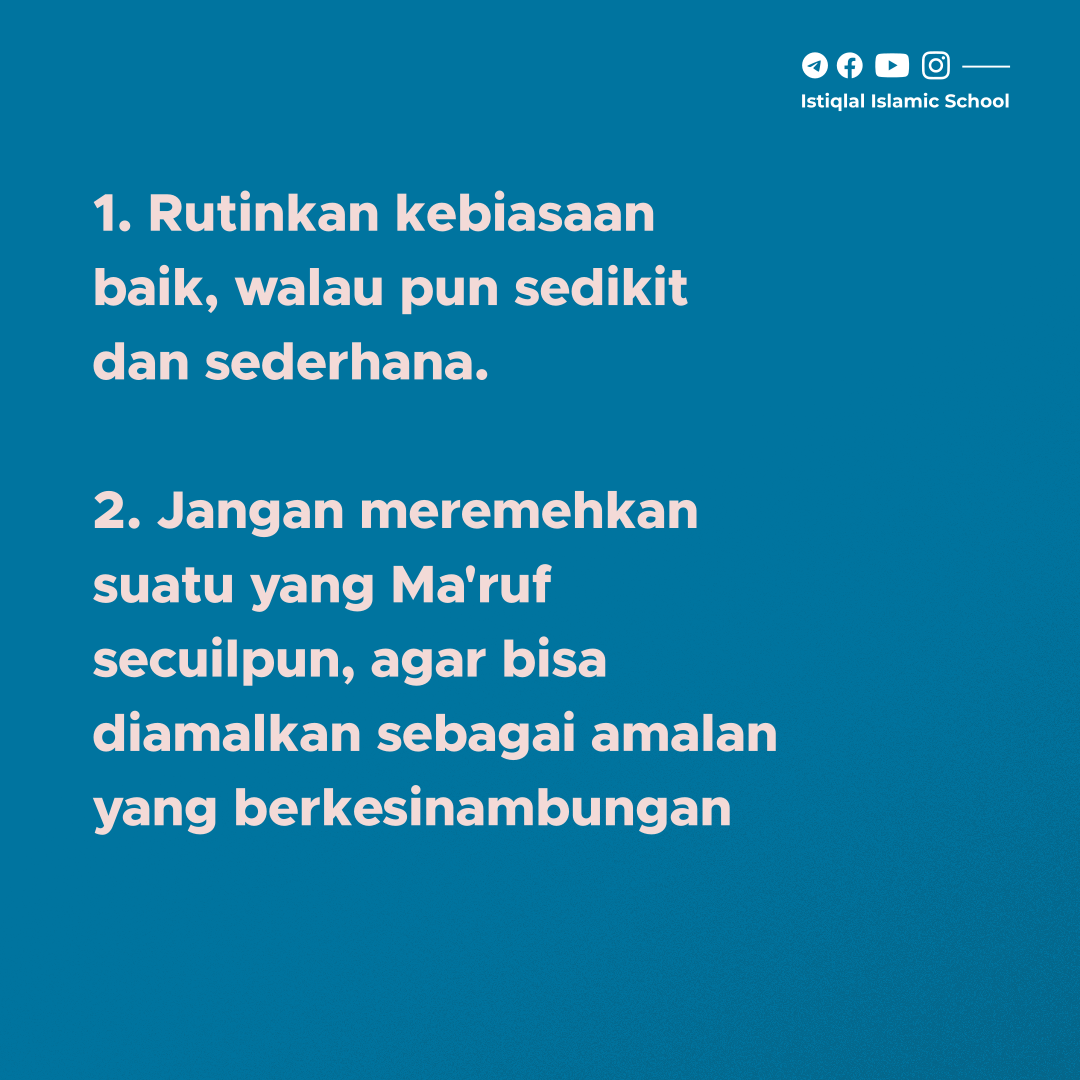 Istiqlal Islamic School
1. Rutinkan kebiasaan
baik, walau pun sedikit
dan sederhana.
2. Jangan meremehkan
suatu yang Ma'ruf
secuilpun, agar bisa
diamalkan sebagai amalan
yang berkesinambungan